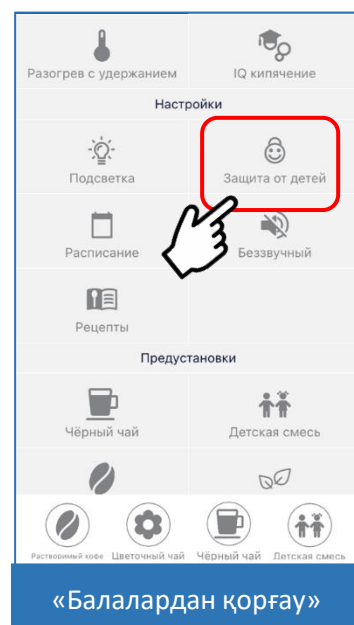 Разогрев с удержанием IQ кипячение
Настройки
Подсветка Защита от детей
Расписание Беззвучный
Рецепты
Предустановки
Чёрный чай Детская смесь
Растворимый кофе Цветочный чай Чёрный чай Детская смесь
«Балалардан қорғау»